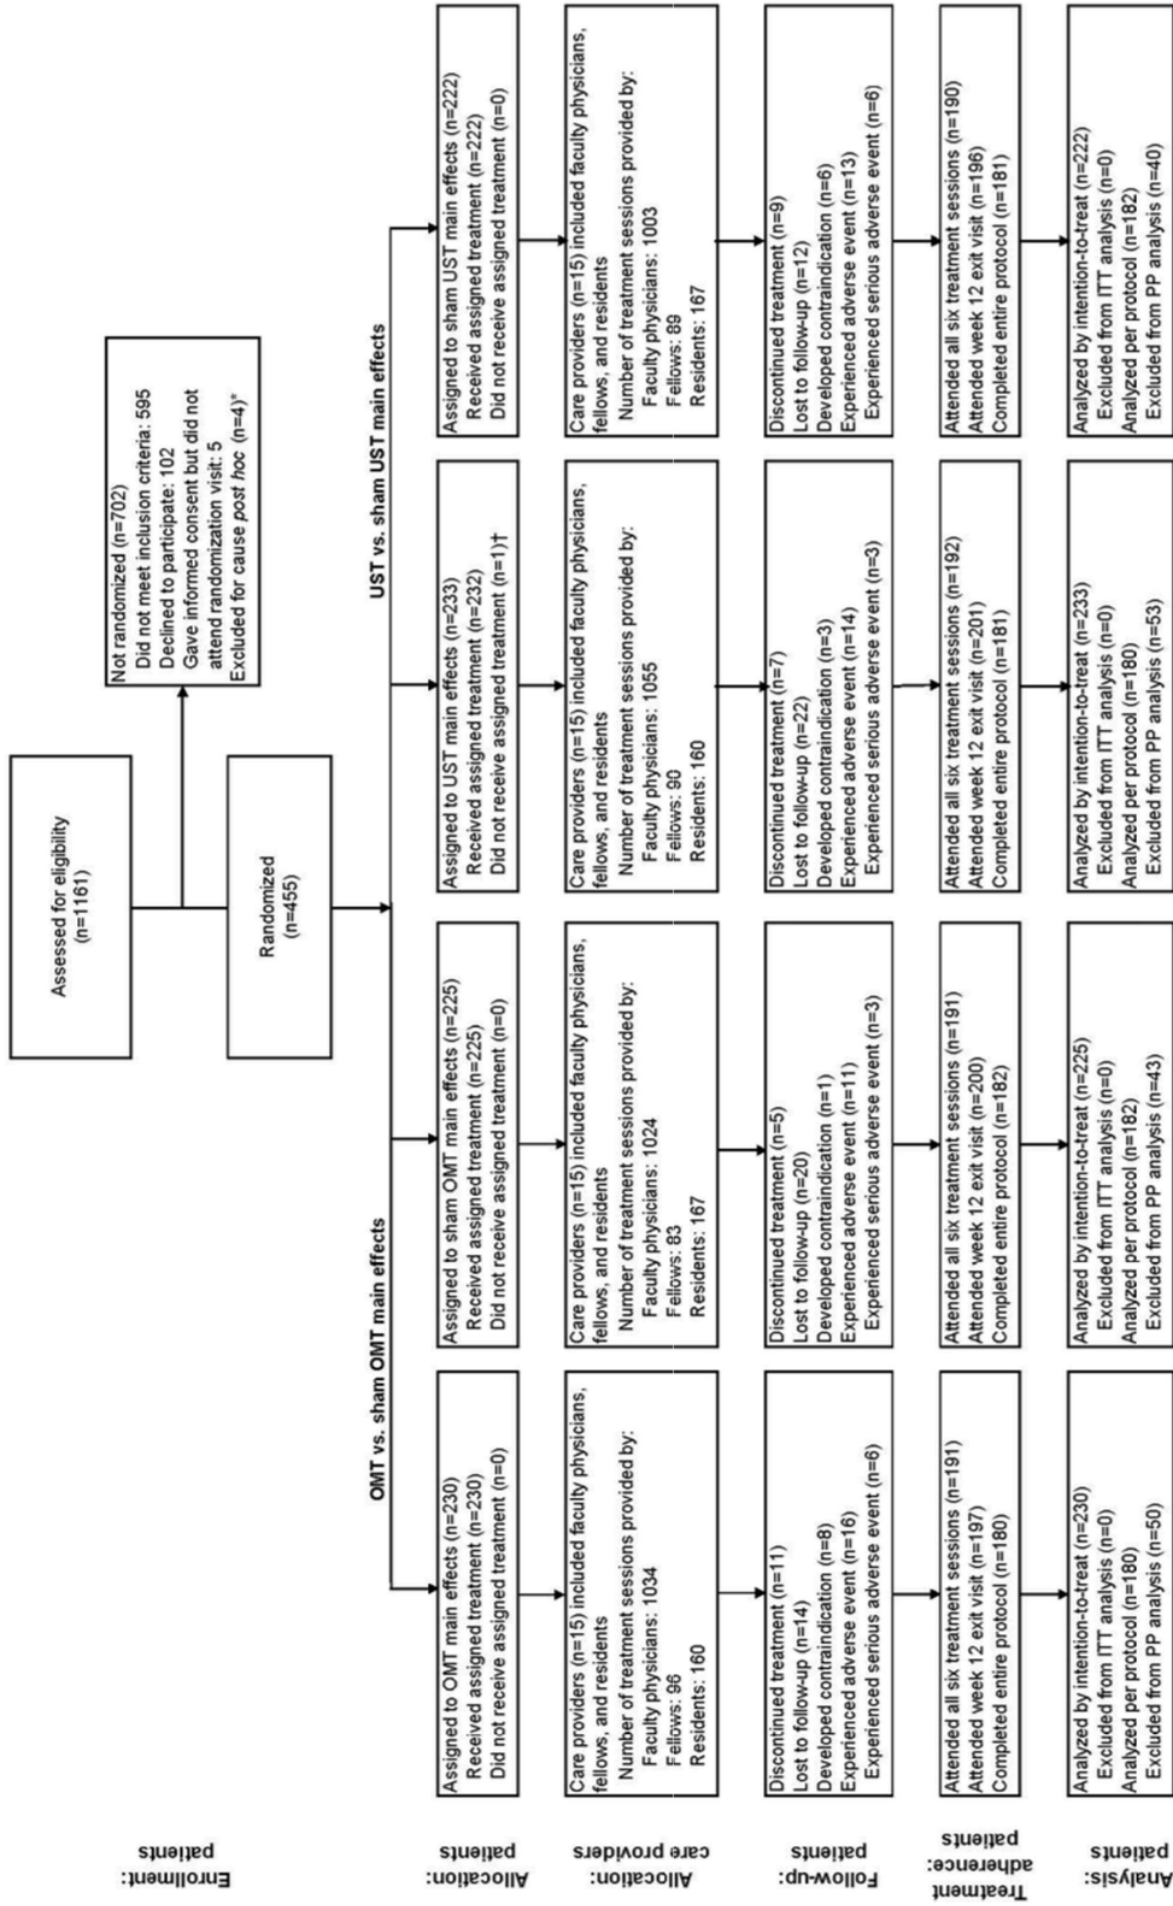 Enrollment:
patients
Assessed for eligibility
(n=1161)
Not randomized (n=702)
Did not meet inclusion criteria: 595
Declined to participate: 102
Gave informed consent but did not
attend randomization visit: 5
Excluded for cause post hoc (n=4)*
Randomized
(n=455)
OMT vs. sham OMT main effects
UST vs. sham UST main effects
Allocation:
patients
Assigned to OMT main effects (n=230)
Received assigned treatment (n=230)
Did not receive assigned treatment (n=0)
Assigned to sham OMT main effects (n=225)
Received assigned treatment (n=225)
Did not receive assigned treatment (n=0)
Assigned to UST main effects (n=233)
Received assigned treatment (n=232)
Did not receive assigned treatment (n=1)†
Assigned to sham UST main effects (n=222)
Received assigned treatment (n=222)
Did not receive assigned treatment (n=0)
Allocation:
care providers
Care providers (n=15) included faculty physicians,
fellows, and residents
Number of treatment sessions provided by:
Faculty physicians: 1034
Fellows: 96
Residents: 160
Care providers (n=15) included faculty physicians,
fellows, and residents
Number of treatment sessions provided by:
Faculty physicians: 1024
Fellows: 83
Residents: 167
Care providers (n=15) included faculty physicians,
fellows, and residents
Number of treatment sessions provided by:
Faculty physicians: 1055
Fellows: 90
Residents: 160
Care providers (n=15) included faculty physicians,
fellows, and residents
Number of treatment sessions provided by:
Faculty physicians: 1003
Fellows: 89
Residents: 167
Follow-up:
patients
Discontinued treatment (n=11)
Lost to follow-up (n=14)
Developed contraindication (n=8)
Experienced adverse event (n=16)
Experienced serious adverse event (n=6)
Discontinued treatment (n=5)
Lost to follow-up (n=20)
Developed contraindication (n=1)
Experienced adverse event (n=11)
Experienced serious adverse event (n=3)
Discontinued treatment (n=7)
Lost to follow-up (n=22)
Developed contraindication (n=3)
Experienced adverse event (n=14)
Experienced serious adverse event (n=3)
Discontinued treatment (n=9)
Lost to follow-up (n=12)
Developed contraindication (n=6)
Experienced adverse event (n=13)
Experienced serious adverse event (n=6)
Treatment
adherence:
patients
Attended all six treatment sessions (n=191)
Attended week 12 exit visit (n=197)
Completed entire protocol (n=180)
Attended all six treatment sessions (n=191)
Attended week 12 exit visit (n=200)
Completed entire protocol (n=182)
Attended all six treatment sessions (n=192)
Attended week 12 exit visit (n=201)
Completed entire protocol (n=181)
Attended all six treatment sessions (n=190)
Attended week 12 exit visit (n=196)
Completed entire protocol (n=181)
Analysis:
patients
Analyzed by intention-to-treat (n=230)
Excluded from ITT analysis (n=0)
Analyzed per protocol (n=180)
Excluded from PP analysis (n=50)
Analyzed by intention-to-treat (n=225)
Excluded from ITT analysis (n=0)
Analyzed per protocol (n=182)
Excluded from PP analysis (n=43)
Analyzed by intention-to-treat (n=233)
Excluded from ITT analysis (n=0)
Analyzed per protocol (n=180)
Excluded from PP analysis (n=53)
Analyzed by intention-to-treat (n=222)
Excluded from ITT analysis (n=0)
Analyzed per protocol (n=182)
Excluded from PP analysis (n=40)